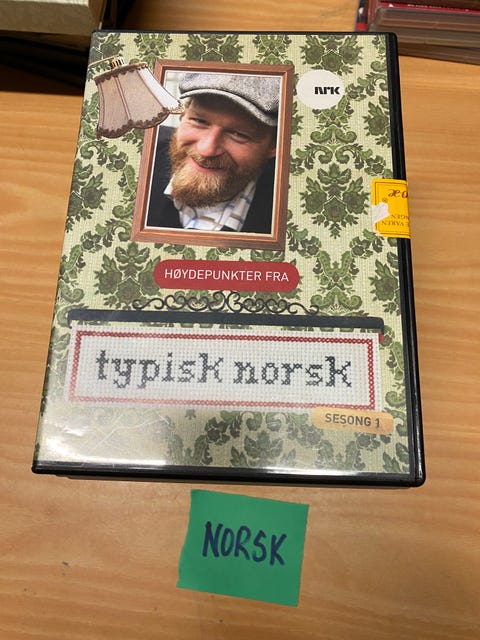 nrk
HØYDEPUNKTER FRA
typisk norsk
SESONG 1
NORSK